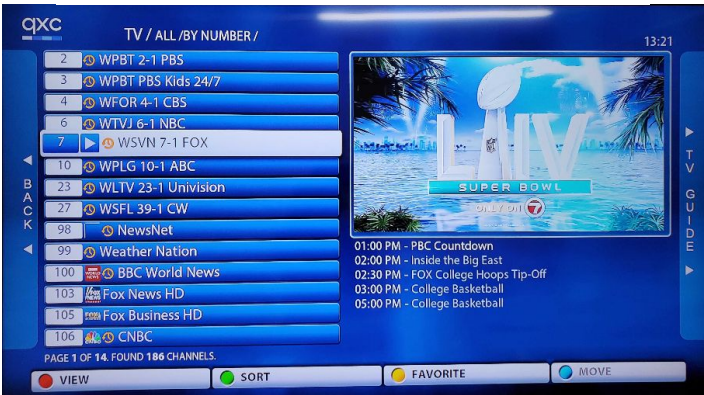 qxc
TV / ALL /BY NUMBER /
13:21
2 WPBT 2-1 PBS
3 WPBT PBS Kids 24/7
4 WFOR 4-1 CBS
6 WTVJ 6-1 NBC
7 WSVN 7-1 FOX
10 WPLG 10-1 ABC
23 WLTV 23-1 Univision
27 WSFL 39-1 CW
98 NewsNet
99 Weather Nation
100 BBC World News
103 Fox News HD
105 Fox Business HD
106 CNBC
PAGE 1 OF 14. FOUND 186 CHANNELS.
BACK
LIV
NFL
SUPER BOWL
ONLY ON 7
01:00 PM - PBC Countdown
02:00 PM - Inside the Big East
02:30 PM - FOX College Hoops Tip-Off
03:00 PM - College Basketball
05:00 PM - College Basketball
TV GUIDE
VIEW
SORT
FAVORITE
MOVE